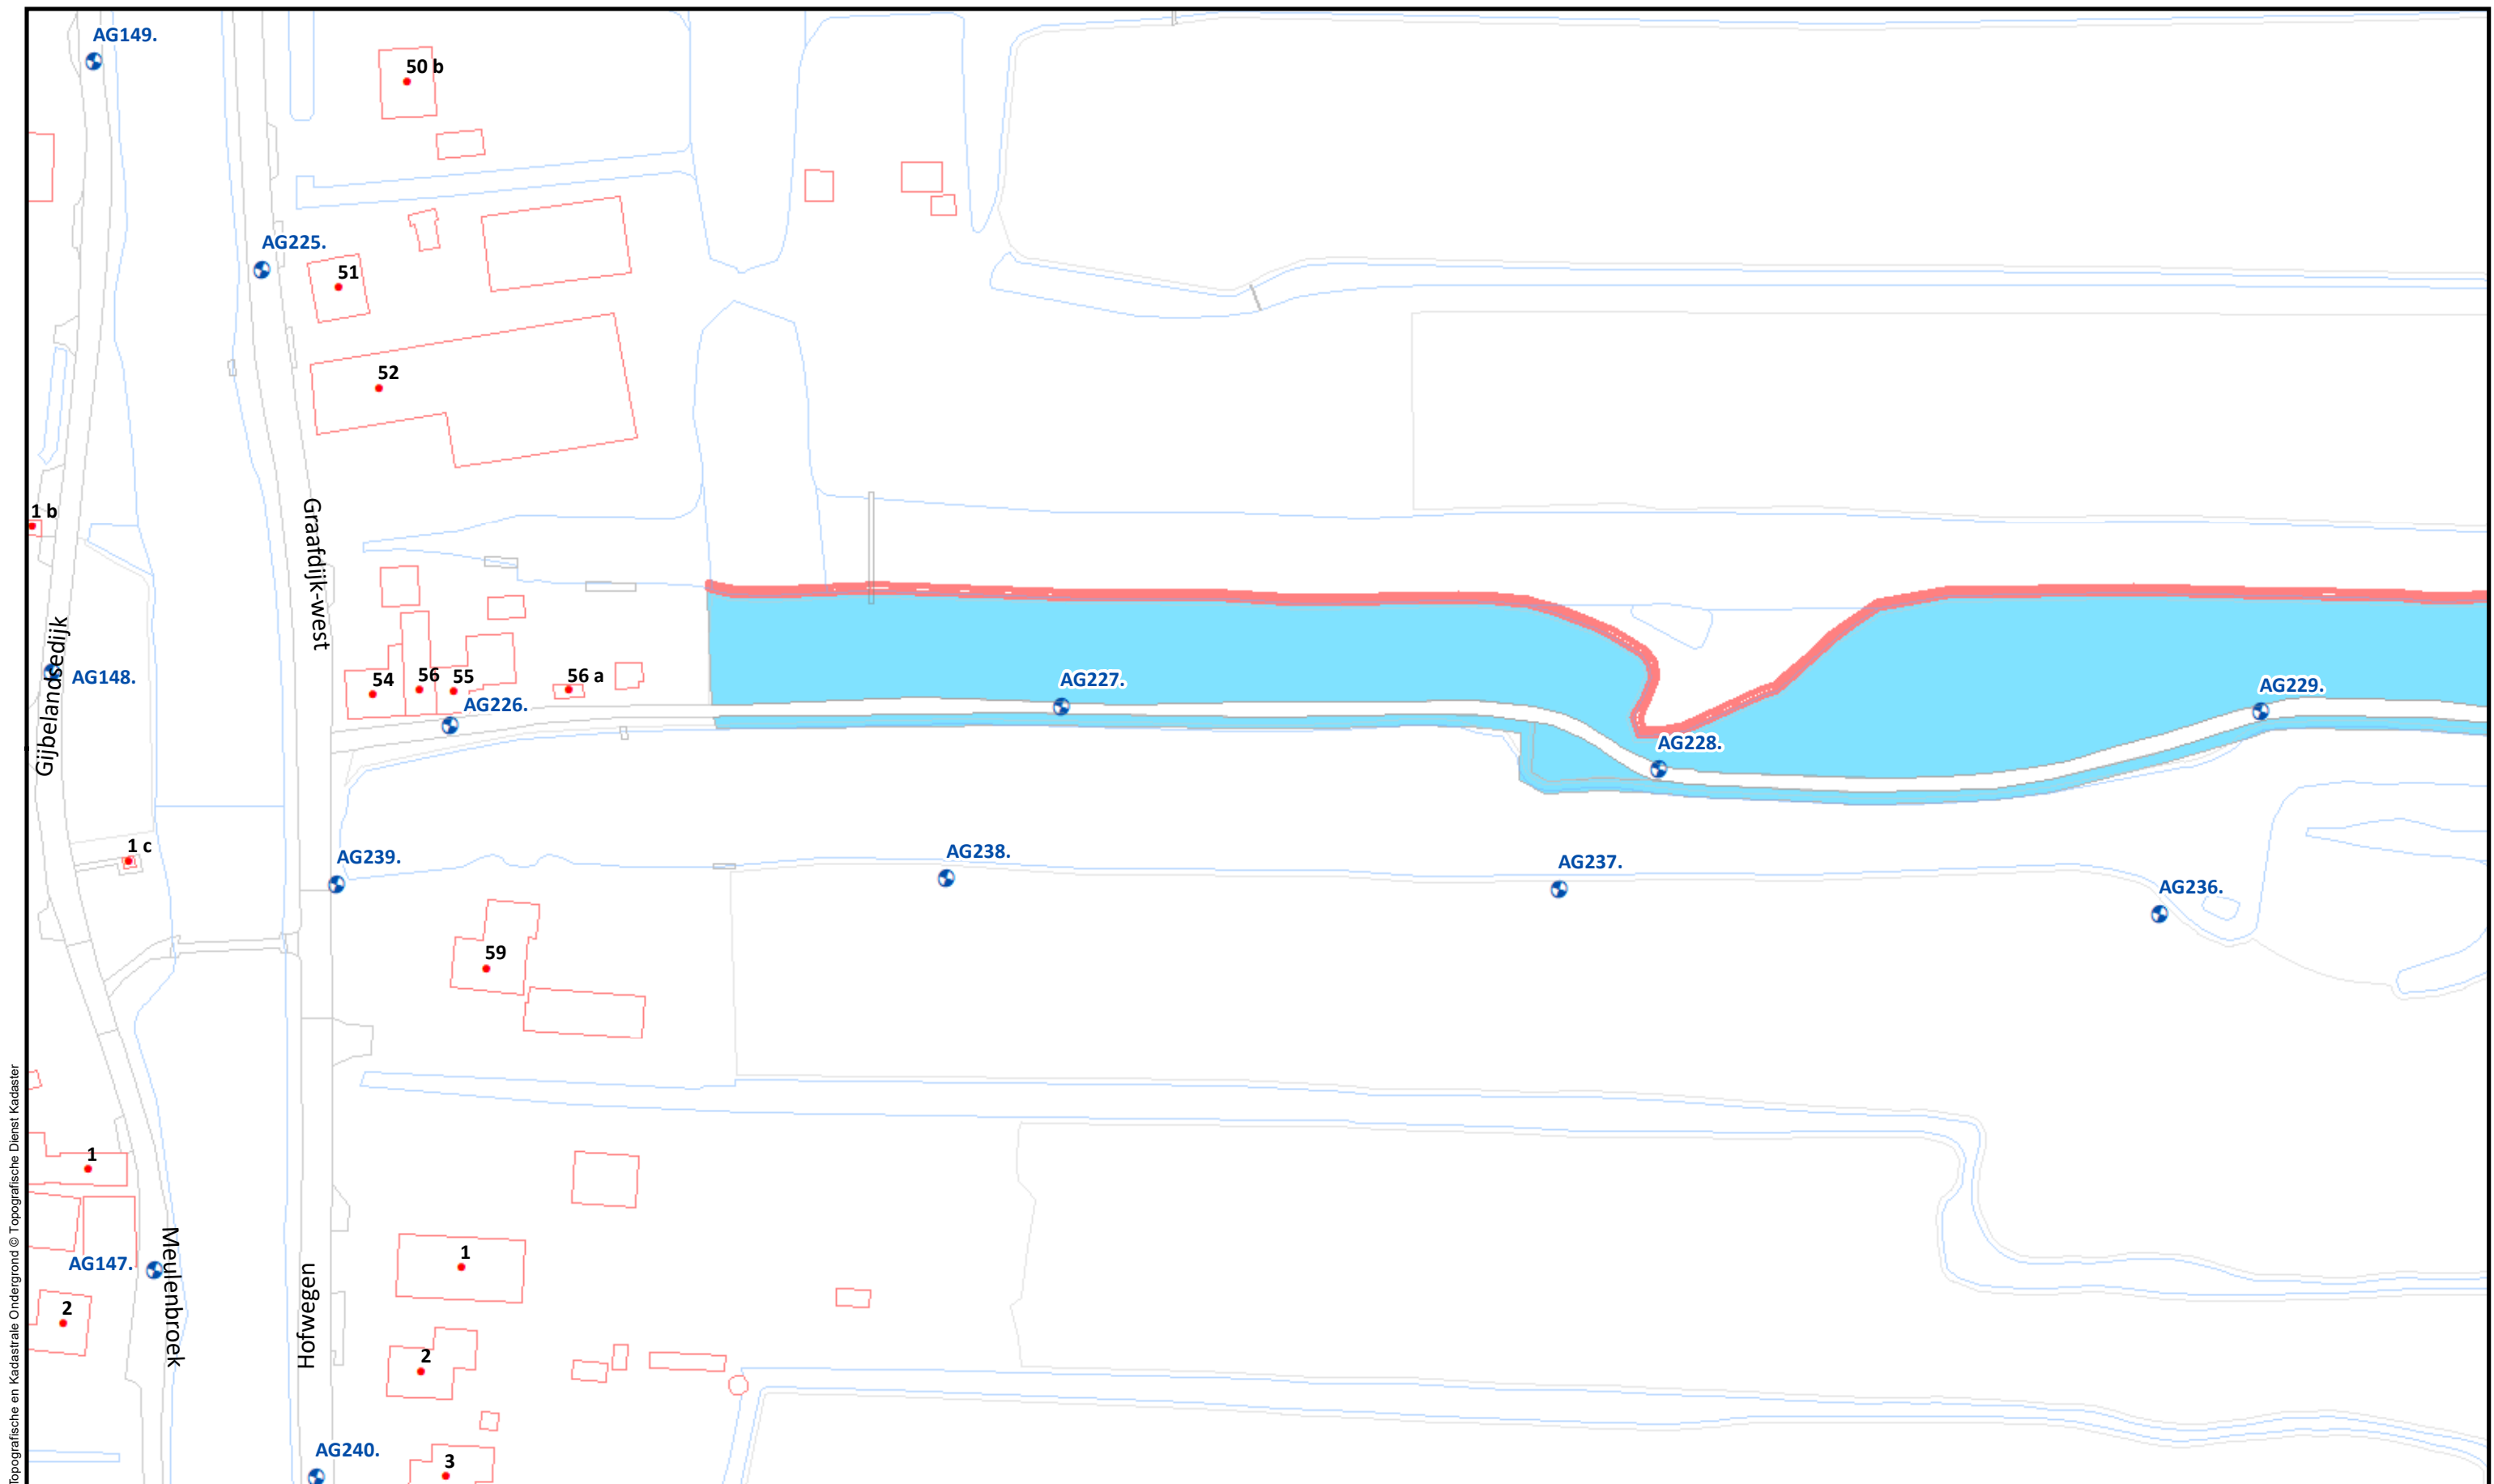 AG149.
50 b
AG225.
51
52
1 b
Graafdijk-west
Gijbelandsedijk
AG148.
54
56
55
56 a
AG226.
AG227.
AG228.
AG229.
1 c
AG239.
AG238.
AG237.
AG236.
59
1
AG147.
Meulenbroek
2
Hofwegen
1
2
AG240.
3
Topografische en Kadastrale Ondergrond © Topografische Dienst Kadaster